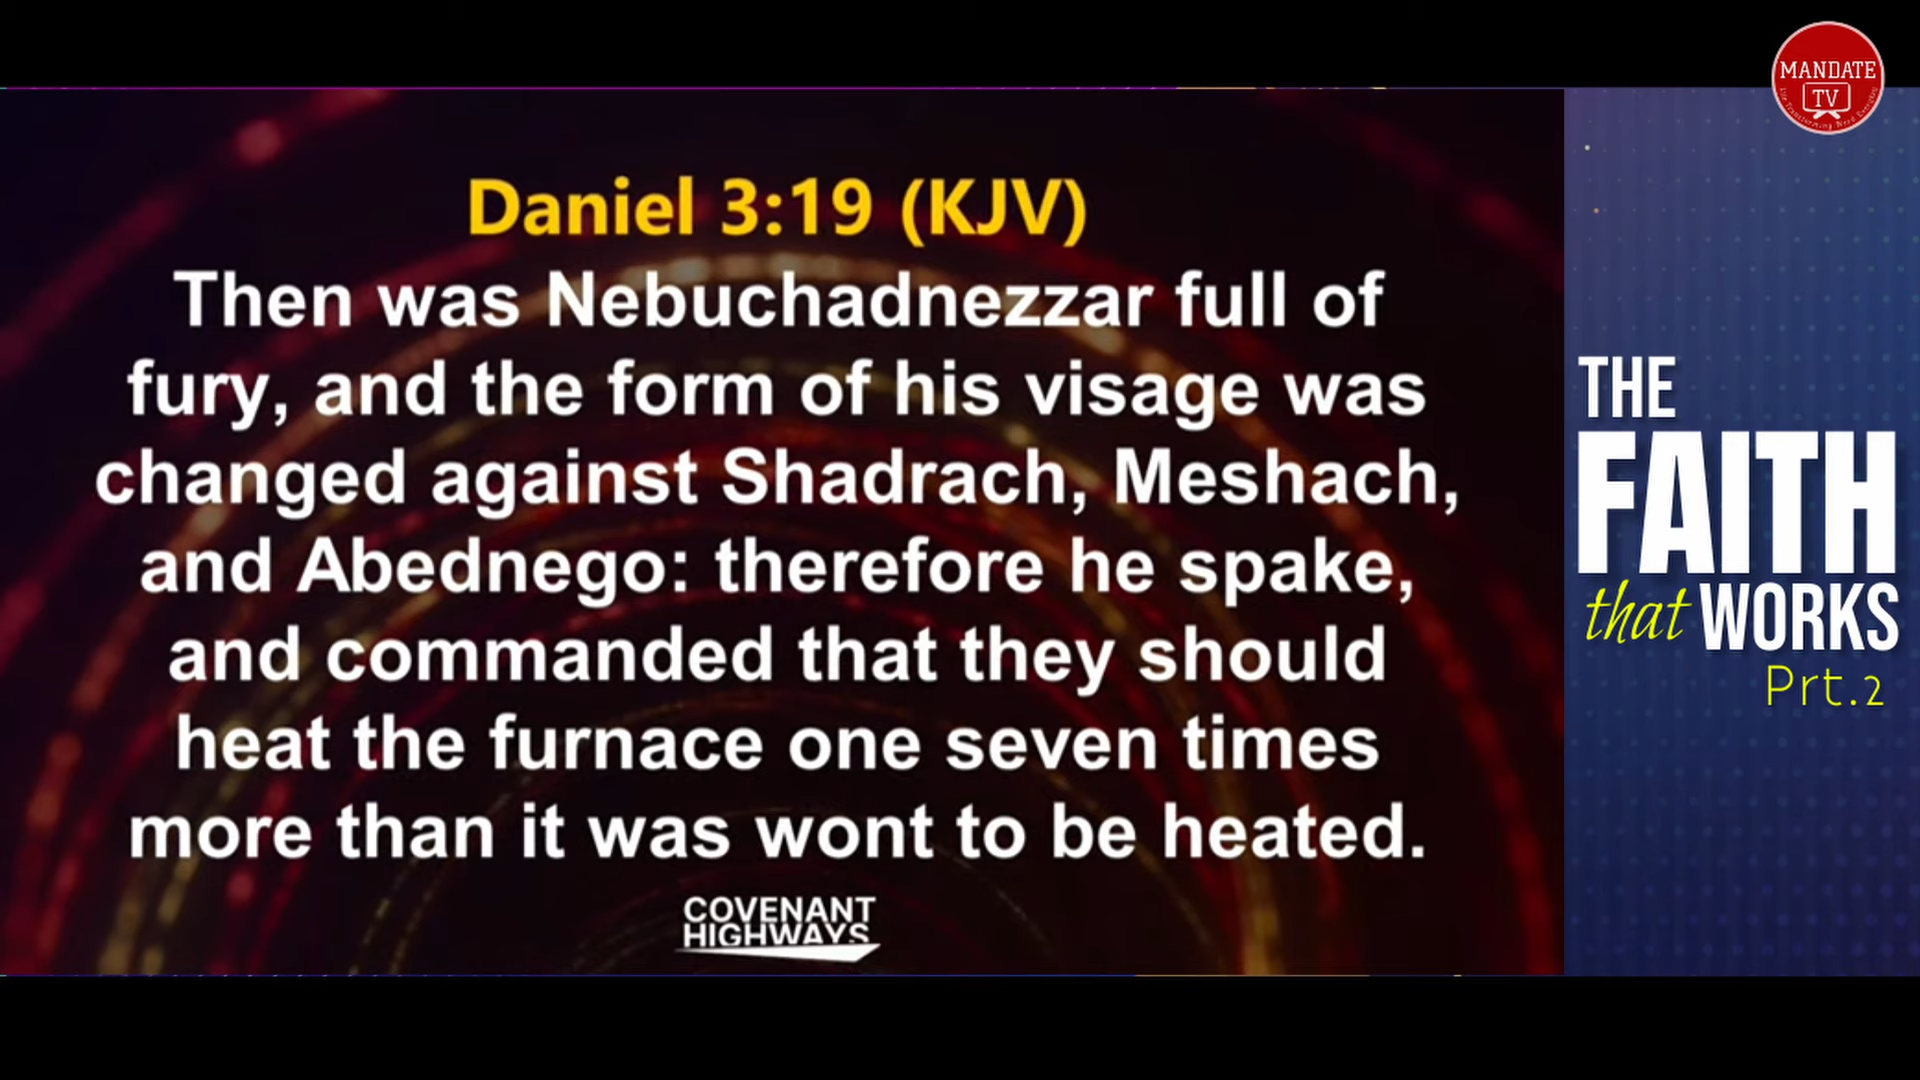 MANDATE
TV
Daniel 3:19 (KJV)
Then was Nebuchadnezzar full of
fury, and the form of his visage was
changed against Shadrach, Meshach,
and Abednego: therefore he spake,
and commanded that they should
heat the furnace one seven times
more than it was wont to be heated.
COVENANT
HIGHWAYS
THE
FAITH
that WORKS
Prt.2